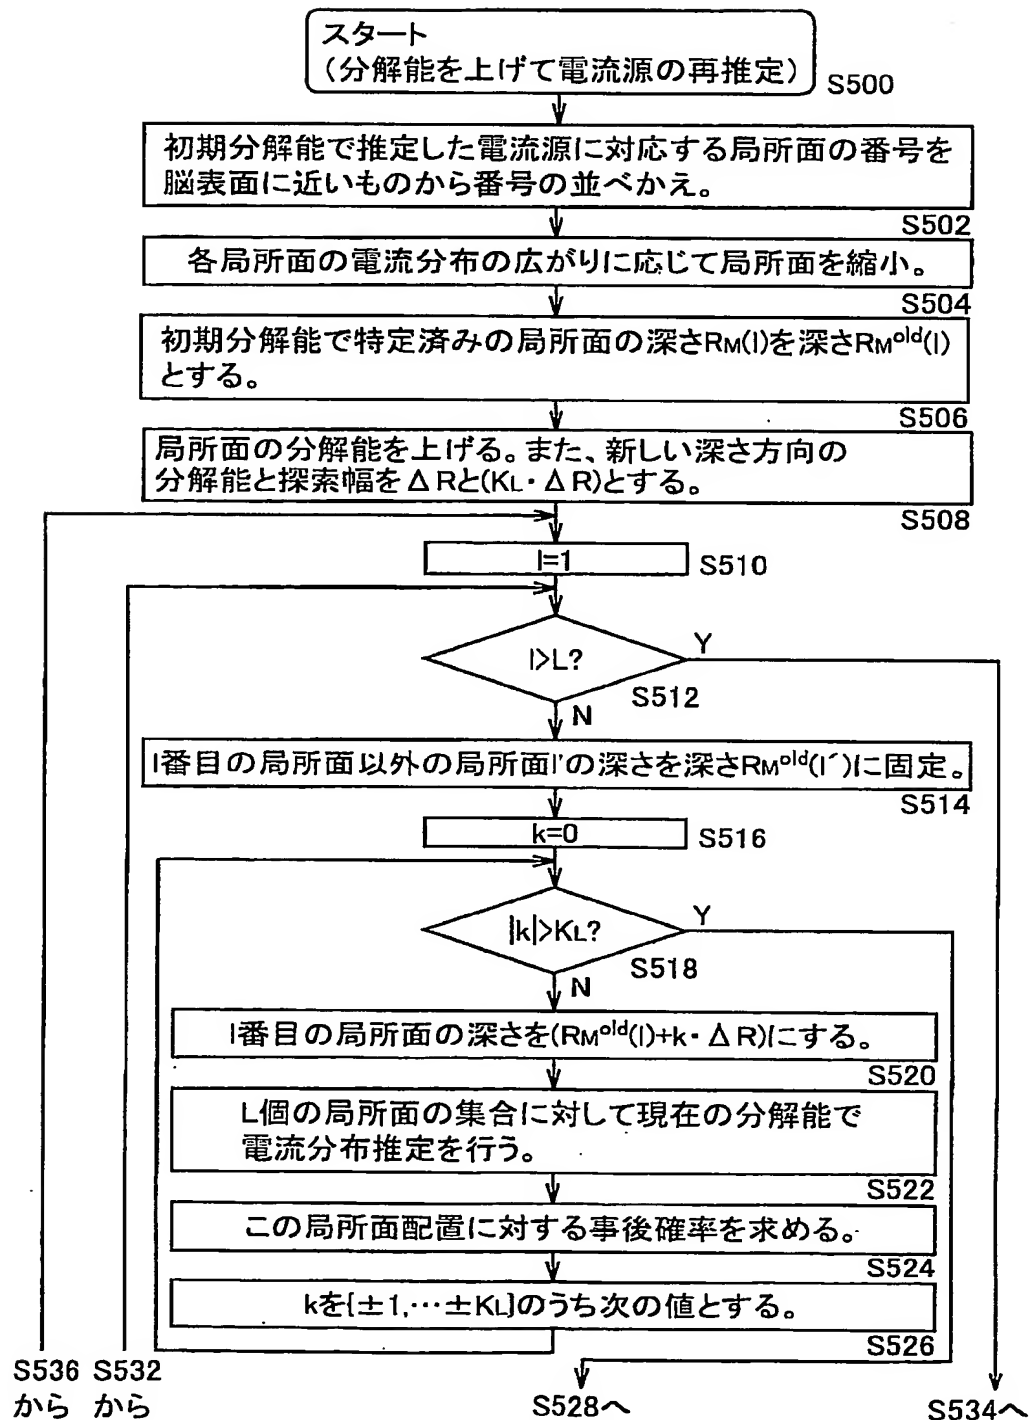 スタート
(分解能を上げて電流源の再推定)
S500
初期分解能で推定した電流源に対応する局所面の番号を
脳表面に近いものから番号の並べかえ。
S502
各局所面の電流分布の広がりに応じて局所面を縮小。
S504
初期分解能で特定済みの局所面の深さRM(l)を深さRM^old(l)
とする。
S506
局所面の分解能を上げる。また、新しい深さ方向の
分解能と探索幅をΔRと(KL・ΔR)とする。
S508
l=1
S510
l>L?
Y
S512
N
l番目の局所面以外の局所面l'の深さを深さRM^old(l')に固定。
S514
k=0
S516
|k|>KL?
Y
S518
N
l番目の局所面の深さを(RM^old(l)+k・ΔR)にする。
S520
L個の局所面の集合に対して現在の分解能で
電流分布推定を行う。
S522
この局所面配置に対する事後確率を求める。
S524
kを{±1,…±KL}のうち次の値とする。
S526
S536
から
S532
から
S528へ
S534へ